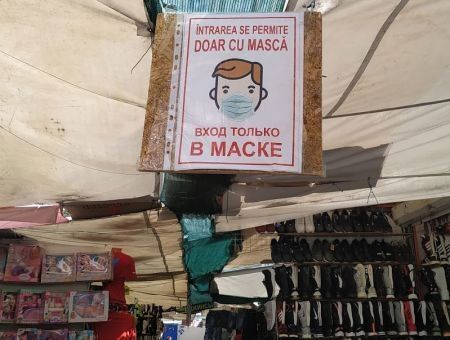 ÎNTRAREA SE PERMITE
DOAR CU MASCĂ
ВХОД ТОЛЬКО
В МАСКЕ